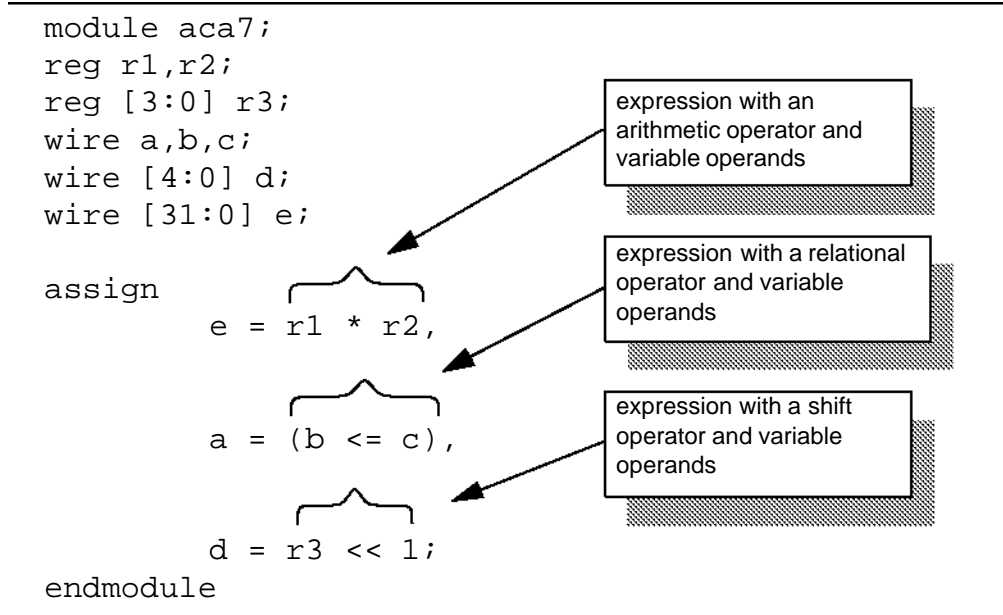 module aca7;
reg r1,r2;
reg [3:0] r3;
wire a,b,c;
wire [4:0] d;
wire [31:0] e;
expression with an
arithmetic operator and
variable operands
assign
e = r1 * r2,
expression with a relational
operator and variable
operands
a = (b <= c),
expression with a shift
operator and variable
operands
d = r3 << 1;
endmodule